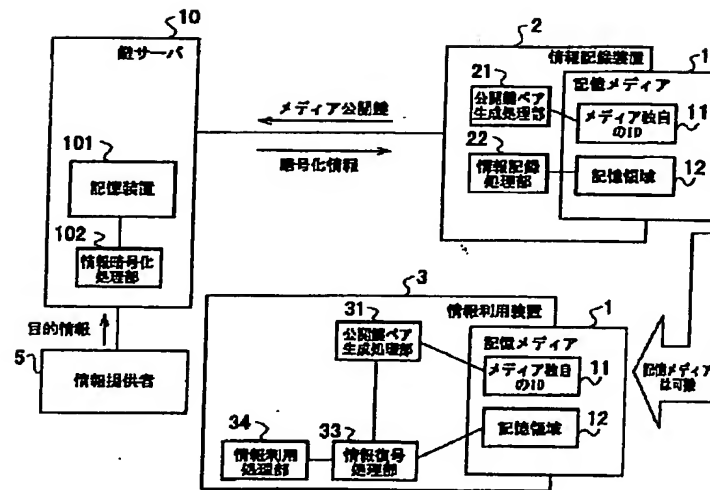 10
鍵サーバ
101
記憶装置
102
情報暗号化
処理部
目的情報
5
情報提供者
メディア公開鍵
暗号化情報
2
情報記録装置
21
公開鍵ペア
生成処理部
22
情報記録
処理部
1
記憶メディア
メディア独自
のID
11
記憶領域
12
3
情報利用装置
31
公開鍵ペア
生成処理部
34
情報利用
処理部
33
情報復号
処理部
1
記憶メディア
メディア独自
のID
11
記憶領域
12
記憶メディア
は可搬